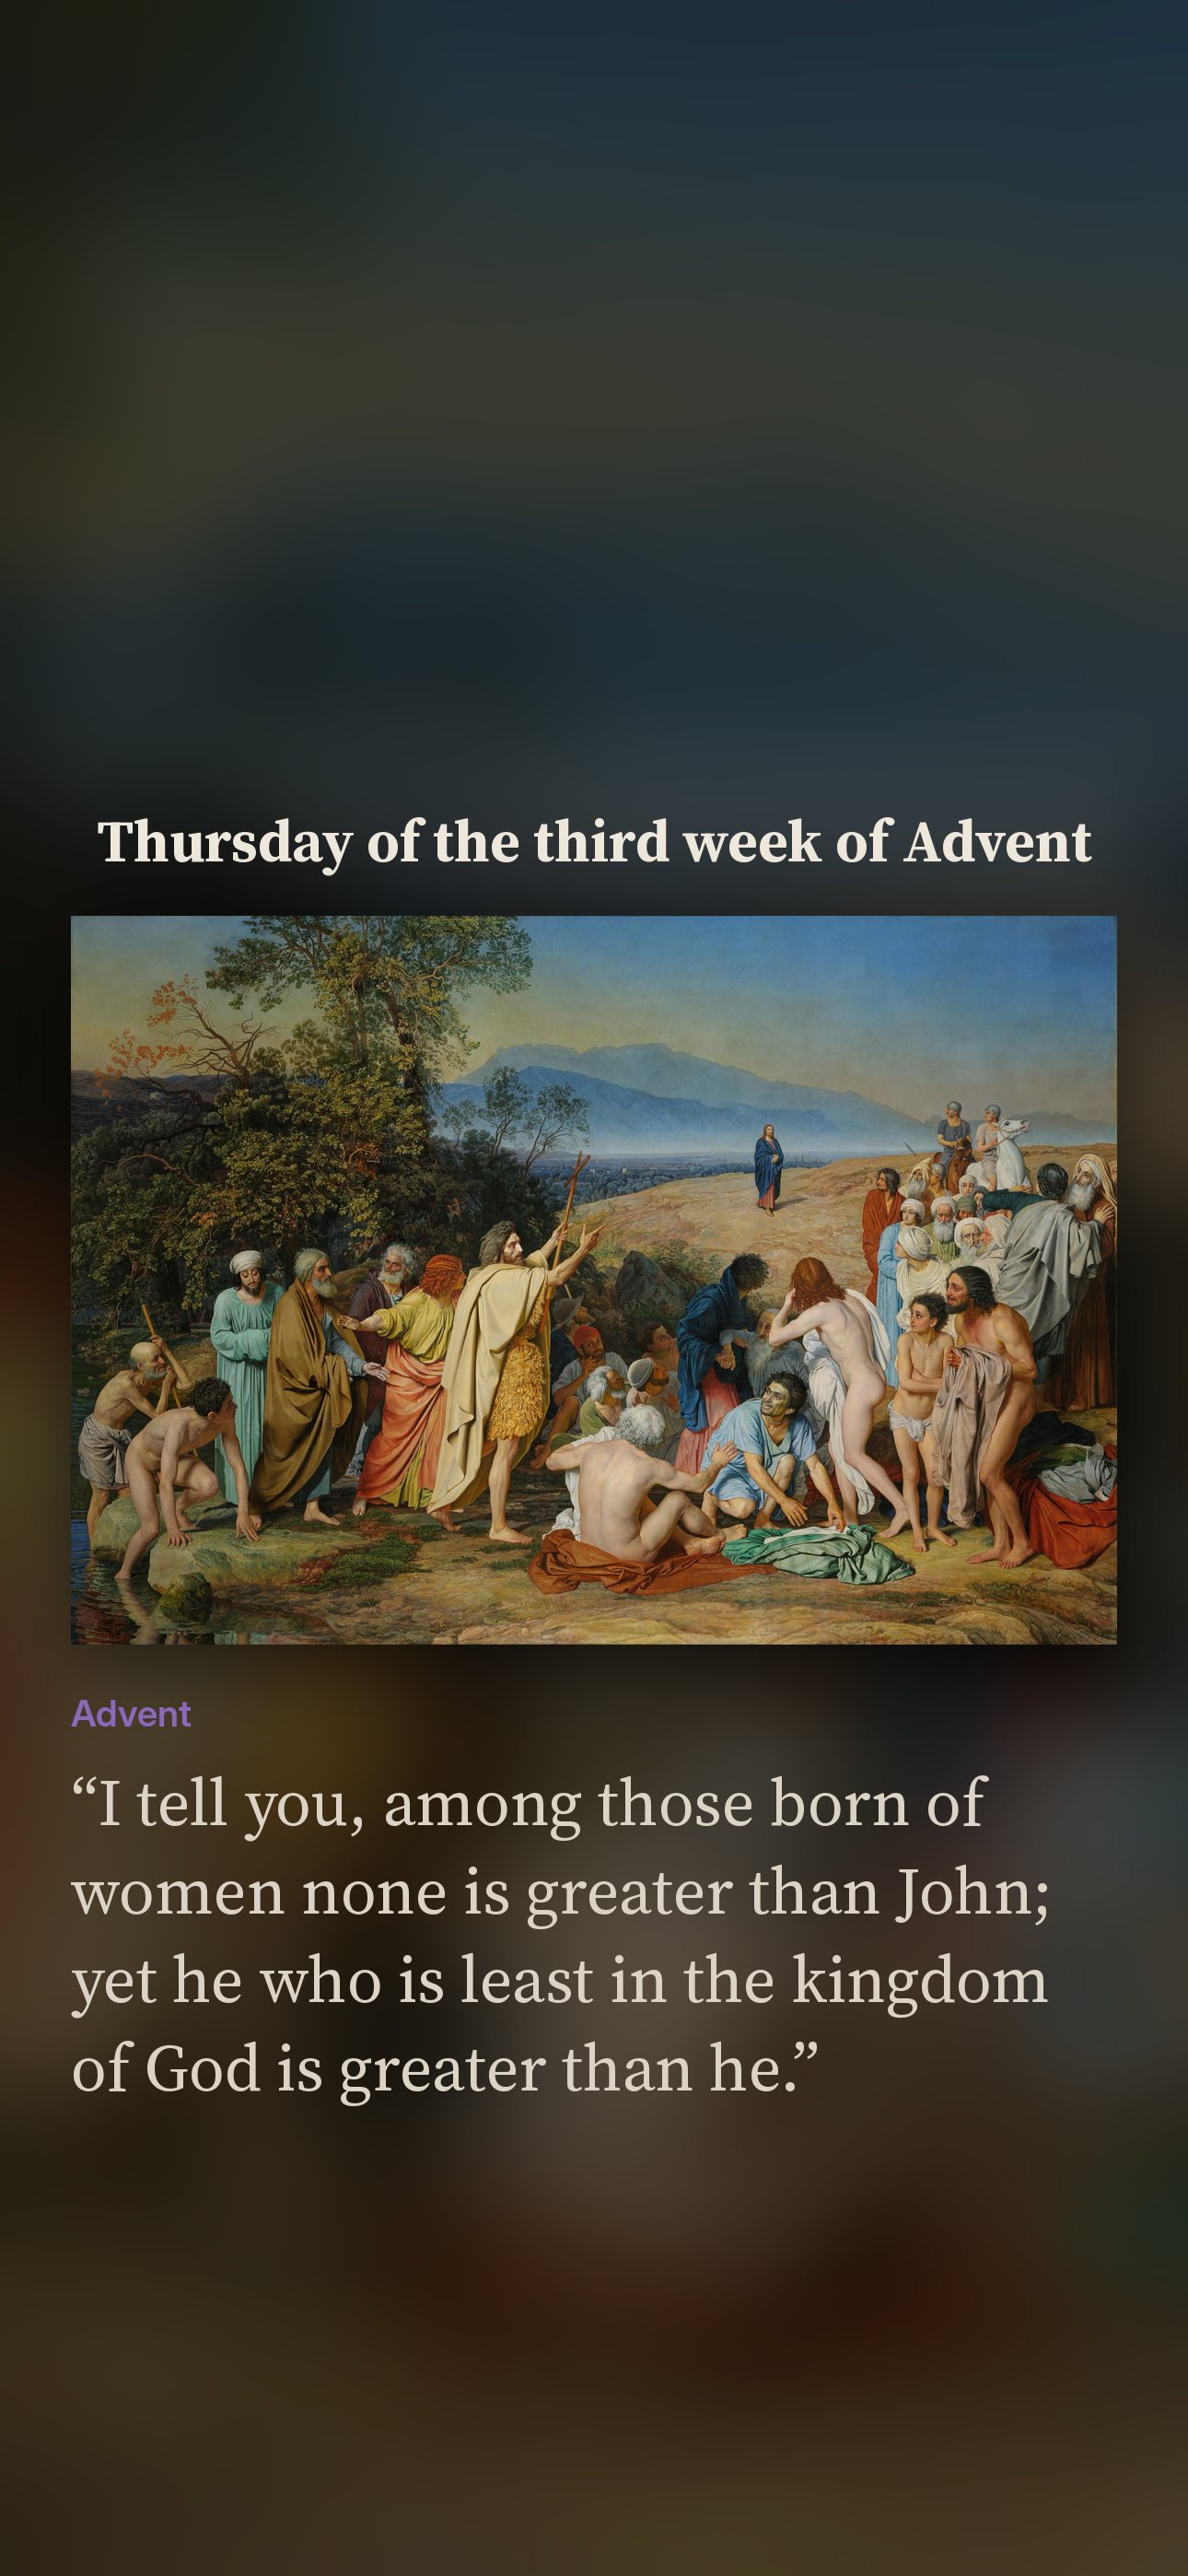 Thursday of the third week of Advent
Advent
“I tell you, among those born of
women none is greater than John;
yet he who is least in the kingdom
of God is greater than he.”